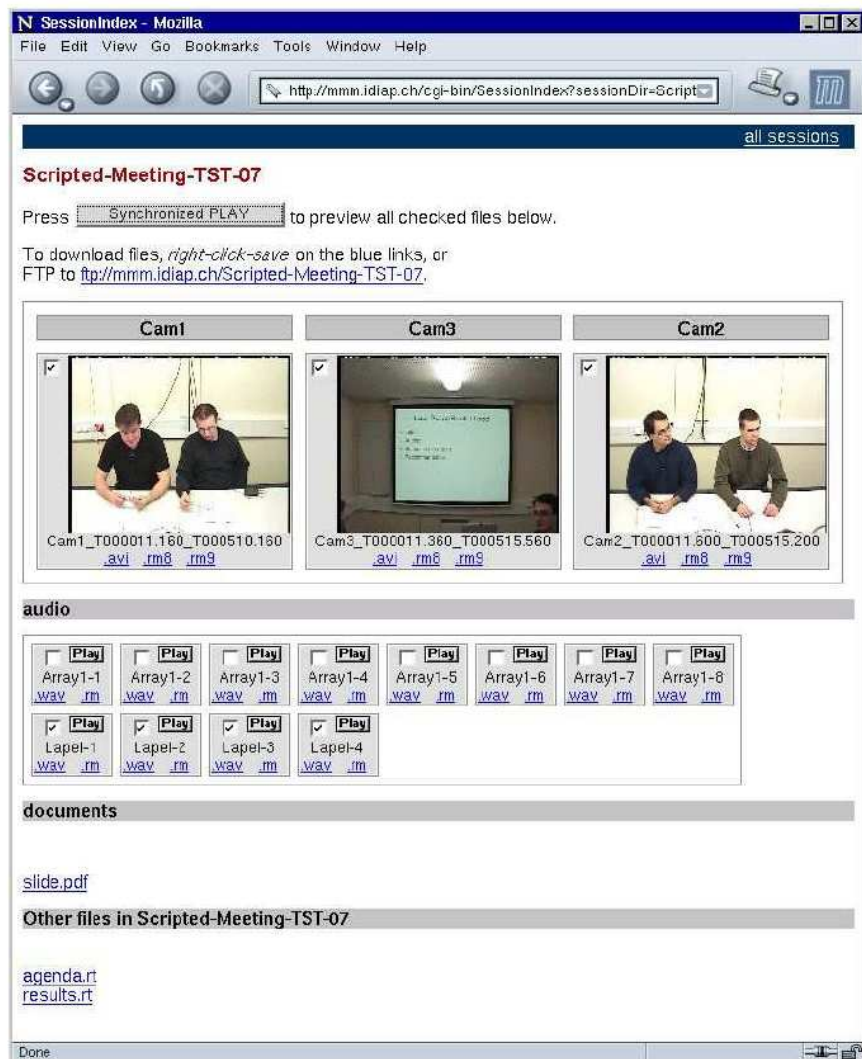 N SessionIndex - Mozilla
File Edit View Go Bookmarks Tools Window Help
http://mmm.idiap.ch/cgi-bin/SessionIndex?sessionDir=Script
all sessions
Scripted-Meeting-TST-07
Press Synchronized PLAY to preview all checked files below.
To download files, right-click-save on the blue links, or
FTP to ftp://mmm.idiap.ch/Scripted-Meeting-TST-07.
Cam1 Cam3 Cam2
Cam1_T000011.160_T000510.160 Cam3_T000011.360_T000515.560 Cam2_T000011.600_T000515.200
.avi .rm8 .rm9 .avi .rm8 .rm9 .avi .rm8 .rm9
audio
Play Play Play Play Play Play Play Play
Array1-1 Array1-2 Array1-3 Array1-4 Array1-5 Array1-6 Array1-7 Array1-8
.wav .rm .wav .rm .wav .rm .wav .rm .wav .rm .wav .rm .wav .rm .wav .rm
Play Play Play Play
Lapel-1 Lapel-2 Lapel-3 Lapel-4
.wav .rm .wav .rm .wav .rm .wav .rm
documents
slide.pdf
Other files in Scripted-Meeting-TST-07
agenda.rt
results.rt
Done